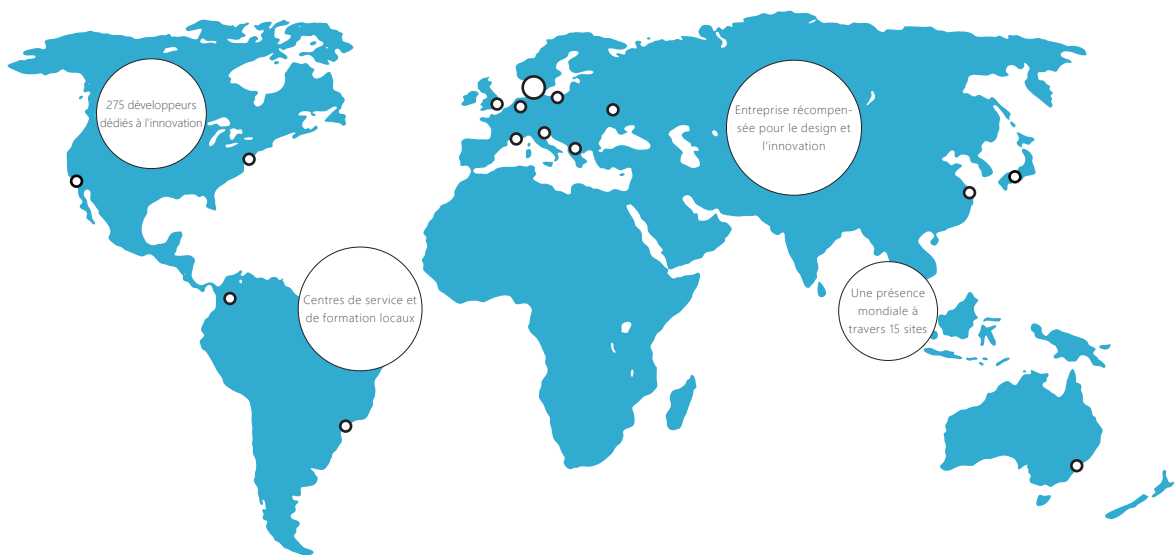 275 développeurs
dédiés à l'innovation
Entreprise récompen-
sée pour le design et
l'innovation
Centres de service et
de formation locaux
Une présence
mondiale à
travers 15 sites